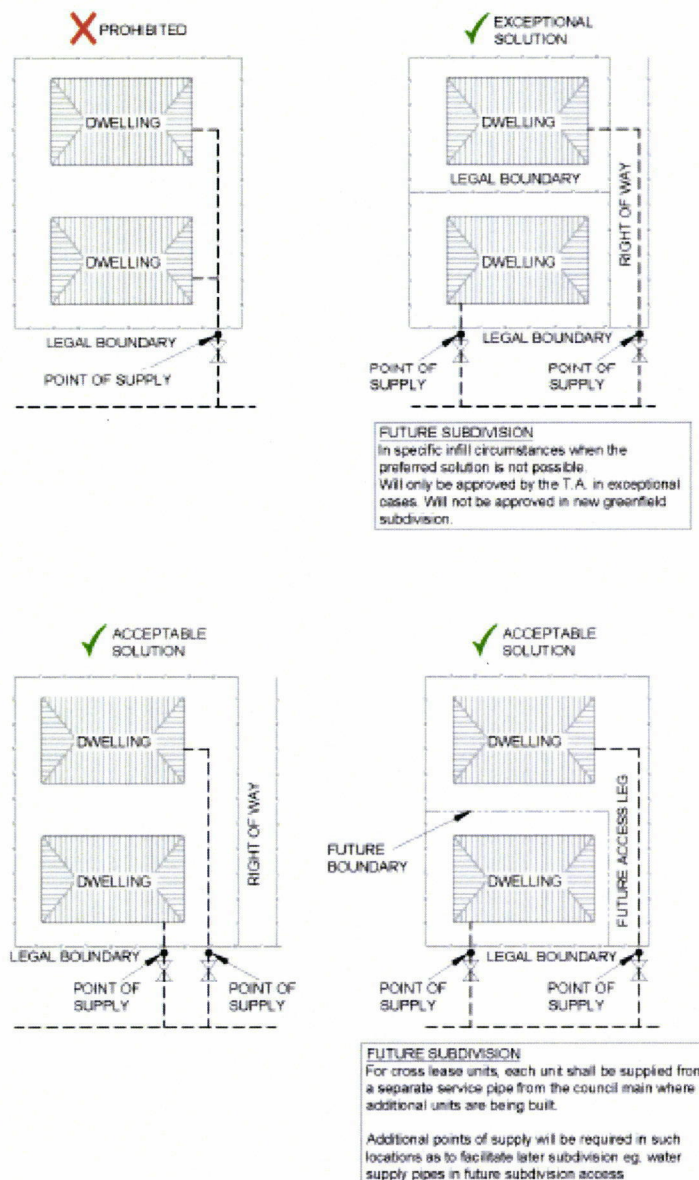 PROHIBITED
DWELLING
DWELLING
LEGAL BOUNDARY
POINT OF SUPPLY
EXCEPTIONAL
SOLUTION
DWELLING
LEGAL BOUNDARY
DWELLING
RIGHT OF WAY
LEGAL BOUNDARY
POINT OF
SUPPLY
POINT OF
SUPPLY
FUTURE SUBDIVISION
In specific infill circumstances when the
preferred solution is not possible.
Will only be approved by the T.A. in exceptional
cases. Will not be approved in new greenfield
subdivision.
ACCEPTABLE
SOLUTION
DWELLING
DWELLING
RIGHT OF WAY
LEGAL BOUNDARY
POINT OF
SUPPLY
POINT OF
SUPPLY
ACCEPTABLE
SOLUTION
DWELLING
FUTURE
BOUNDARY
DWELLING
FUTURE ACCESS LEG
LEGAL BOUNDARY
POINT OF
SUPPLY
POINT OF
SUPPLY
FUTURE SUBDIVISION
For cross lease units, each unit shall be supplied from
a separate service pipe from the council main where
additional units are being built.
Additional points of supply will be required in such
locations as to facilitate later subdivision eg. water
supply pipes in future subdivision access